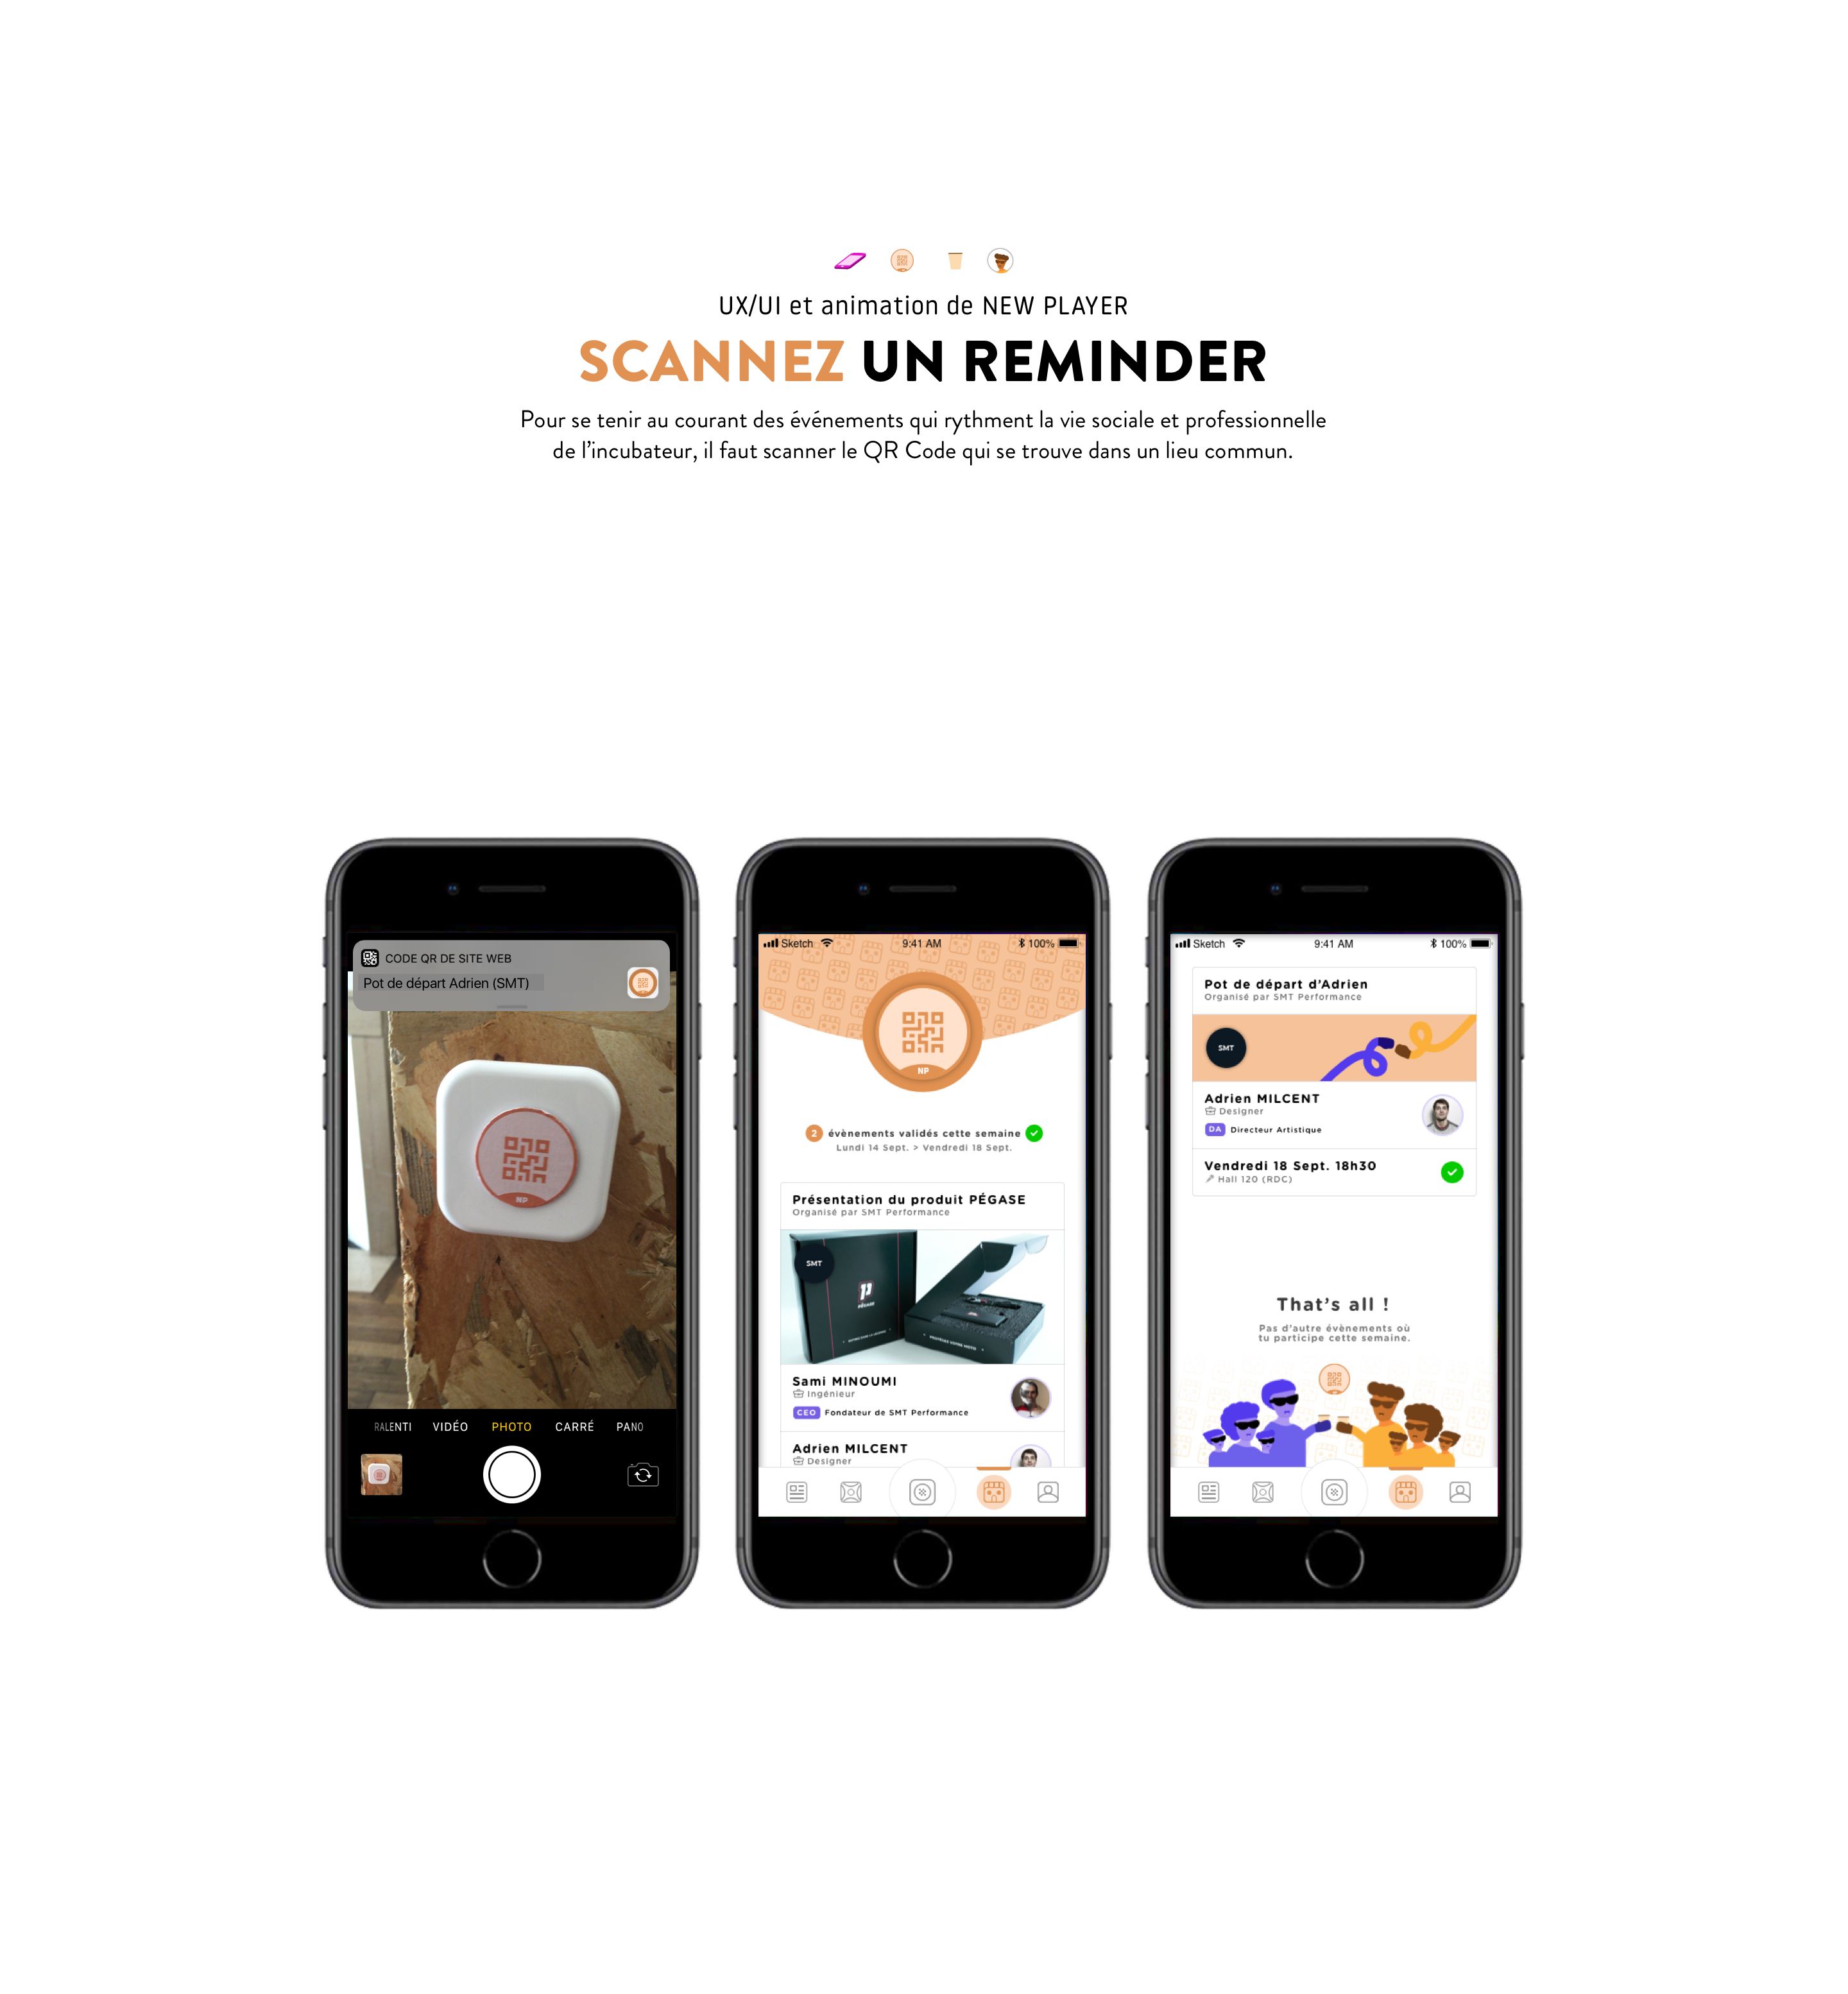 UX/UI et animation de NEW PLAYER
SCANNEZ UN REMINDER
Pour se tenir au courant des événements qui rythment la vie sociale et professionnelle
de l'incubateur, il faut scanner le QR Code qui se trouve dans un lieu commun.
CODE QR DE SITE WEB
Pot de départ Adrien (SMT)
NP
RALENTI VIDÉO PHOTO CARRÉ PANO
Sketch 9:41 AM 100%
NP
2 évènements validés cette semaine
Lundi 14 Sept. > Vendredi 18 Sept.
Présentation du produit PÉGASE
Organisé par SMT Performance
SMT
PÉGASE
Sami MINOUMI
Ingénieur
CEO Fondateur de SMT Performance
Adrien MILCENT
Designer
Sketch 9:41 AM 100%
Pot de départ d'Adrien
Organisé par SMT Performance
SMT
Adrien MILCENT
Designer
DA Directeur Artistique
Vendredi 18 Sept. 18h30
Hall 120 (RDC)
That's all !
Pas d'autre évènements où
tu participe cette semaine.